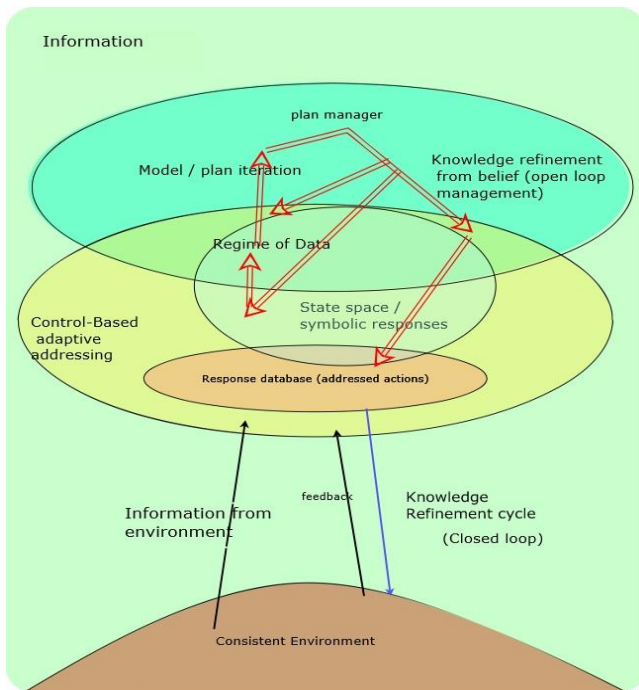 Information
plan manager
Model / plan iteration
Knowledge refinement
from belief (open loop
management)
Regime of Data
State space /
symbolic responses
Control-Based
adaptive
addressing
Response database (addressed actions)
Information from
environment
feedback
Knowledge
Refinement cycle
(Closed loop)
Consistent Environment